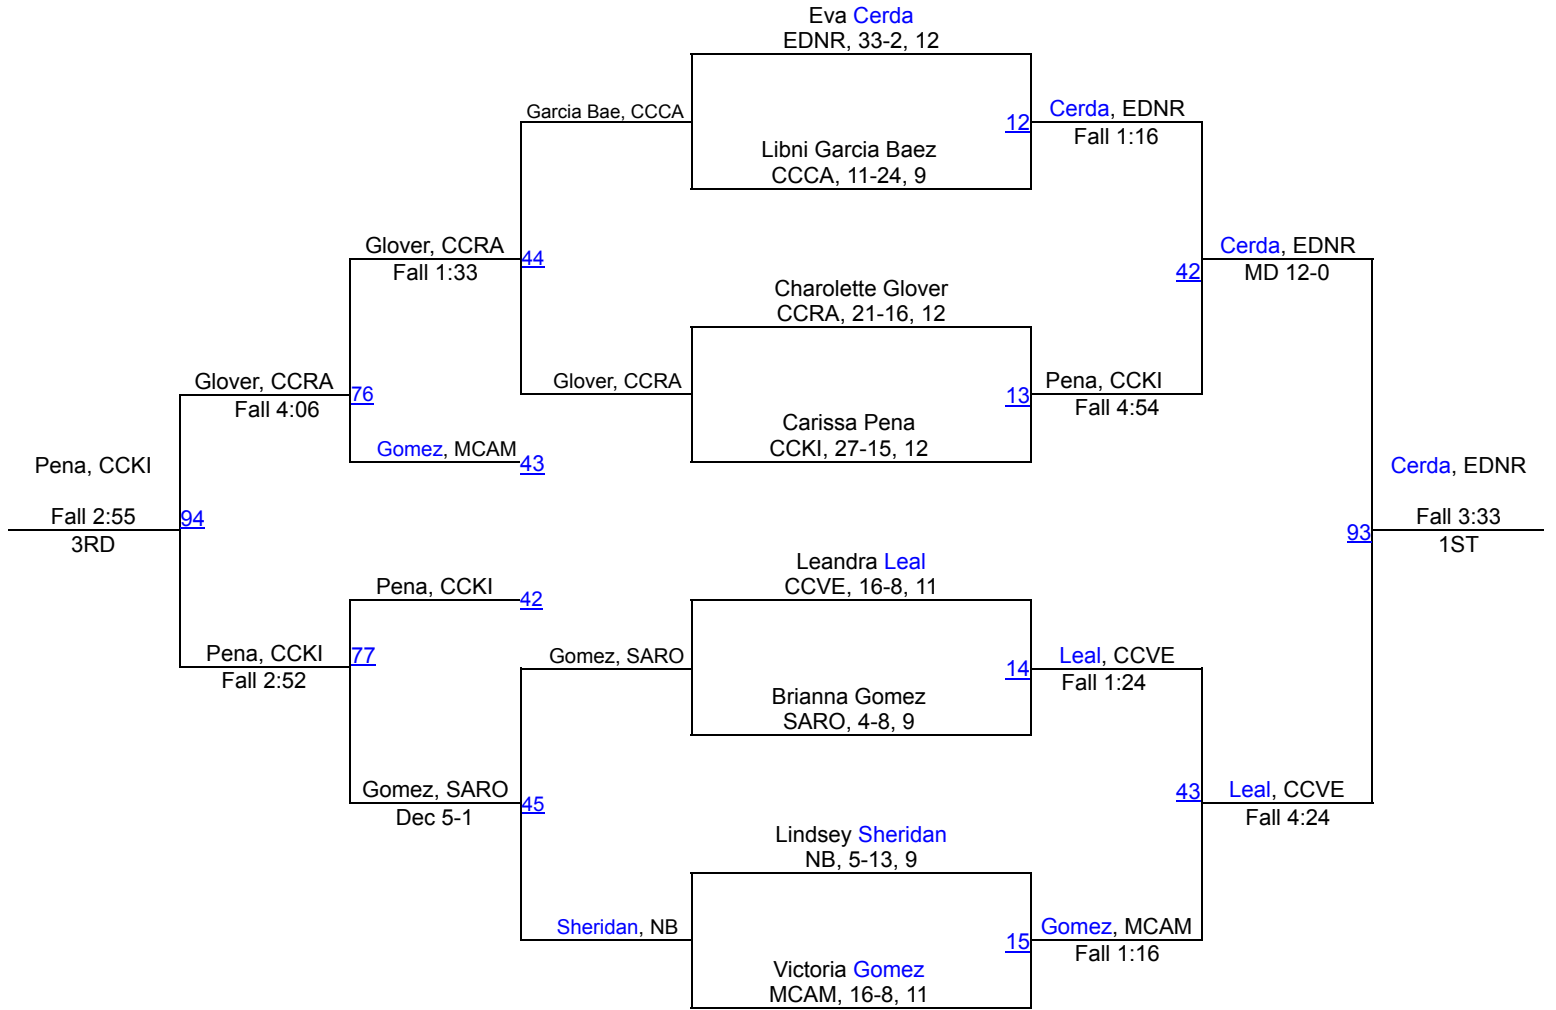 Eva Cerda
EDNR, 33-2, 12
Garcia Bae, CCCA
12
Cerda, EDNR
Fall 1:16
Libni Garcia Baez
CCCA, 11-24, 9
Glover, CCRA
Fall 1:33
44
42
Cerda, EDNR
MD 12-0
Charolette Glover
CCRA, 21-16, 12
Glover, CCRA
Fall 4:06
76
Glover, CCRA
13
Pena, CCKI
Fall 4:54
Carissa Pena
CCKI, 27-15, 12
Gomez, MCAM
43
Pena, CCKI
Fall 2:55
3RD
94
Cerda, EDNR
93
Fall 3:33
1ST
Leandra Leal
CCVE, 16-8, 11
Pena, CCKI
42
Pena, CCKI
Fall 2:52
77
Gomez, SARO
14
Leal, CCVE
Fall 1:24
Brianna Gomez
SARO, 4-8, 9
Gomez, SARO
Dec 5-1
45
43
Leal, CCVE
Fall 4:24
Lindsey Sheridan
NB, 5-13, 9
Sheridan, NB
15
Gomez, MCAM
Fall 1:16
Victoria Gomez
MCAM, 16-8, 11